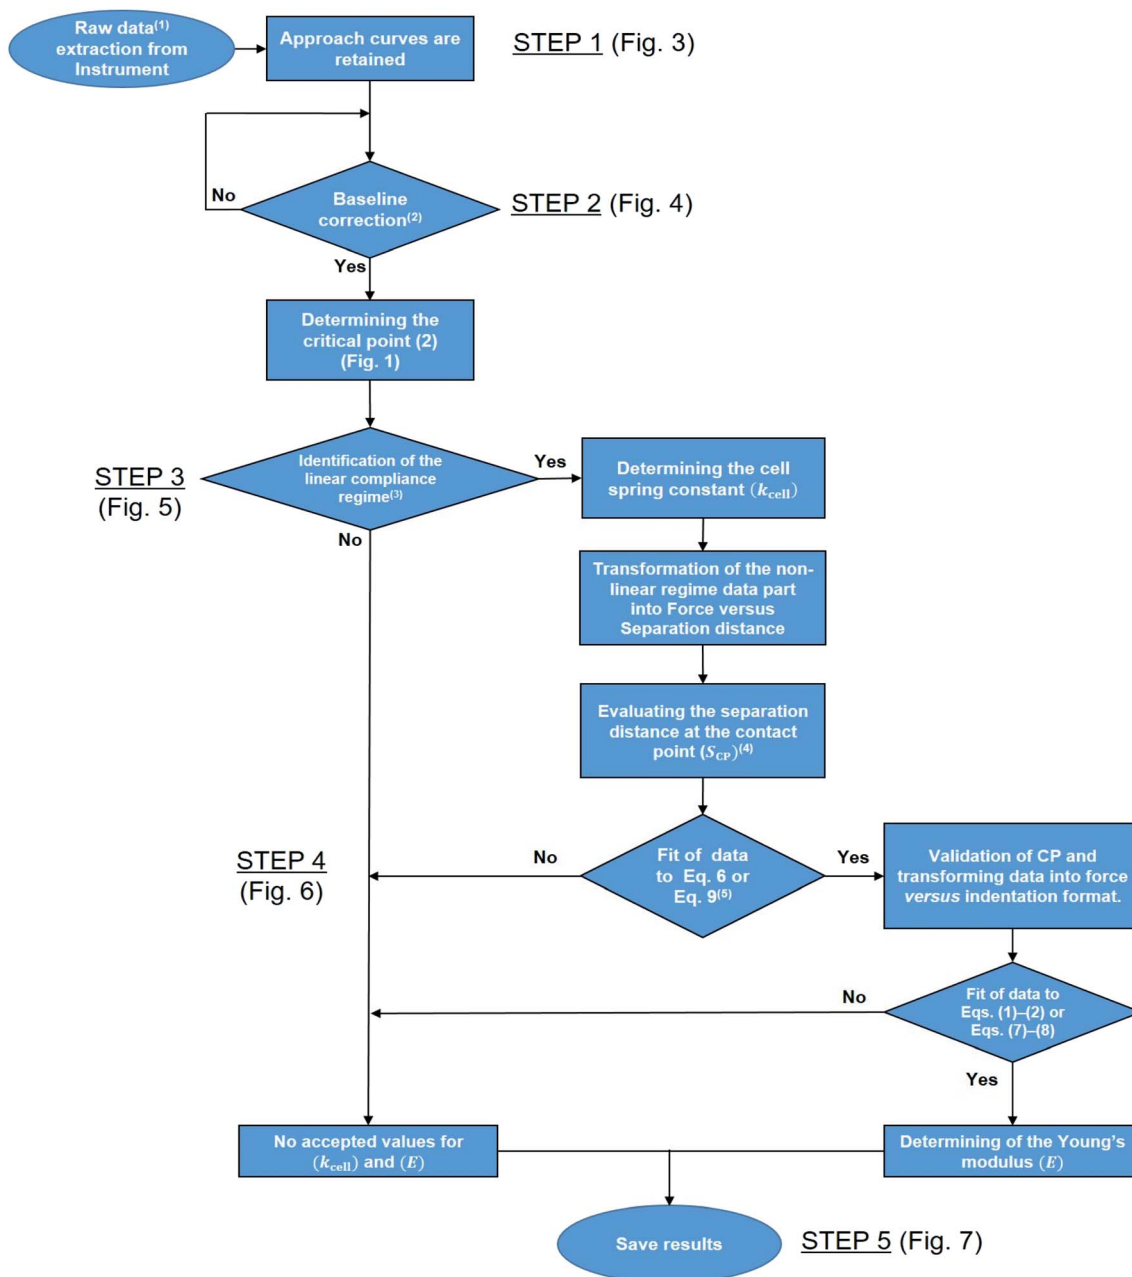 Raw data(1)
extraction from
Instrument
Approach curves are
retained
STEP 1 (Fig. 3)
No
Baseline
correction(2)
STEP 2 (Fig. 4)
Yes
Determining the
critical point (2)
(Fig. 1)
STEP 3
(Fig. 5)
Identification of the
linear compliance
regime(3)
Yes
Determining the cell
spring constant (kcell)
No
Transformation of the non-
linear regime data part
into Force versus
Separation distance
Evaluating the separation
distance at the contact
point (SCP)(4)
STEP 4
(Fig. 6)
No
Fit of data
to Eq. 6 or
Eq. 9(5)
Yes
Validation of CP and
transforming data into force
versus indentation format.
No
Fit of data to
Eqs. (1)–(2) or
Eqs. (7)–(8)
Yes
No accepted values for
(kcell) and (E)
Determining of the Young's
modulus (E)
Save results
STEP 5 (Fig. 7)